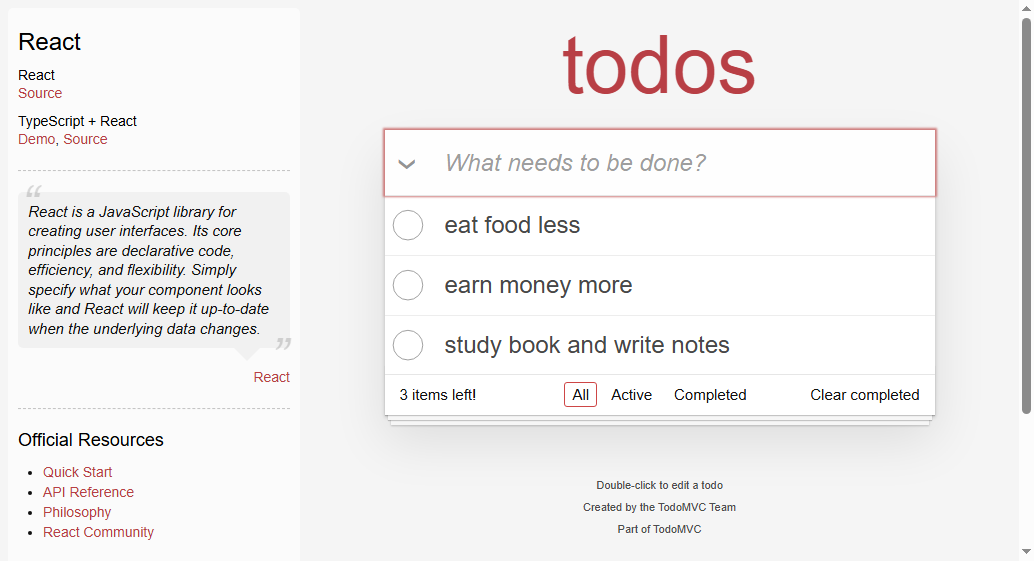 React
React
Source
TypeScript + React
Demo, Source
“
React is a JavaScript library for
creating user interfaces. Its core
principles are declarative code,
efficiency, and flexibility. Simply
specify what your component looks
like and React will keep it up-to-date
when the underlying data changes.
”
React
Official Resources
Quick Start
API Reference
Philosophy
React Community
todos
What needs to be done?
eat food less
earn money more
study book and write notes
3 items left!
All
Active
Completed
Clear completed
Double-click to edit a todo
Created by the TodoMVC Team
Part of TodoMVC